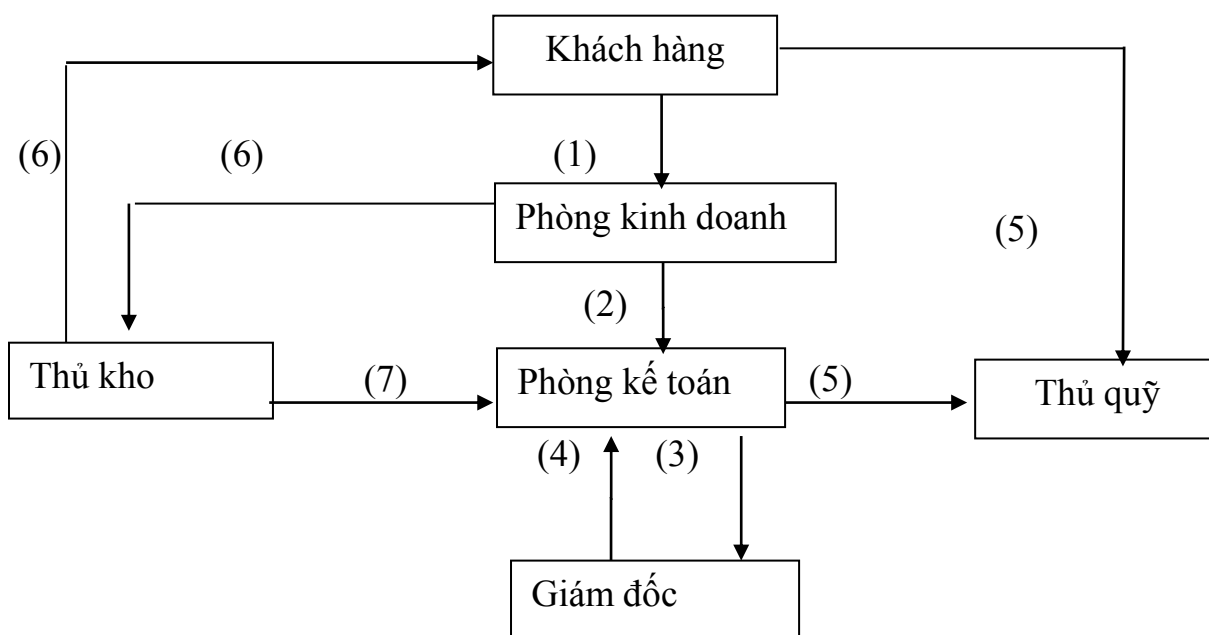 Khách hàng
(6)
(6)
(1)
Phòng kinh doanh
(5)
(2)
Thủ kho
(7)
Phòng kế toán
(5)
Thủ quỹ
(4)
(3)
Giám đốc